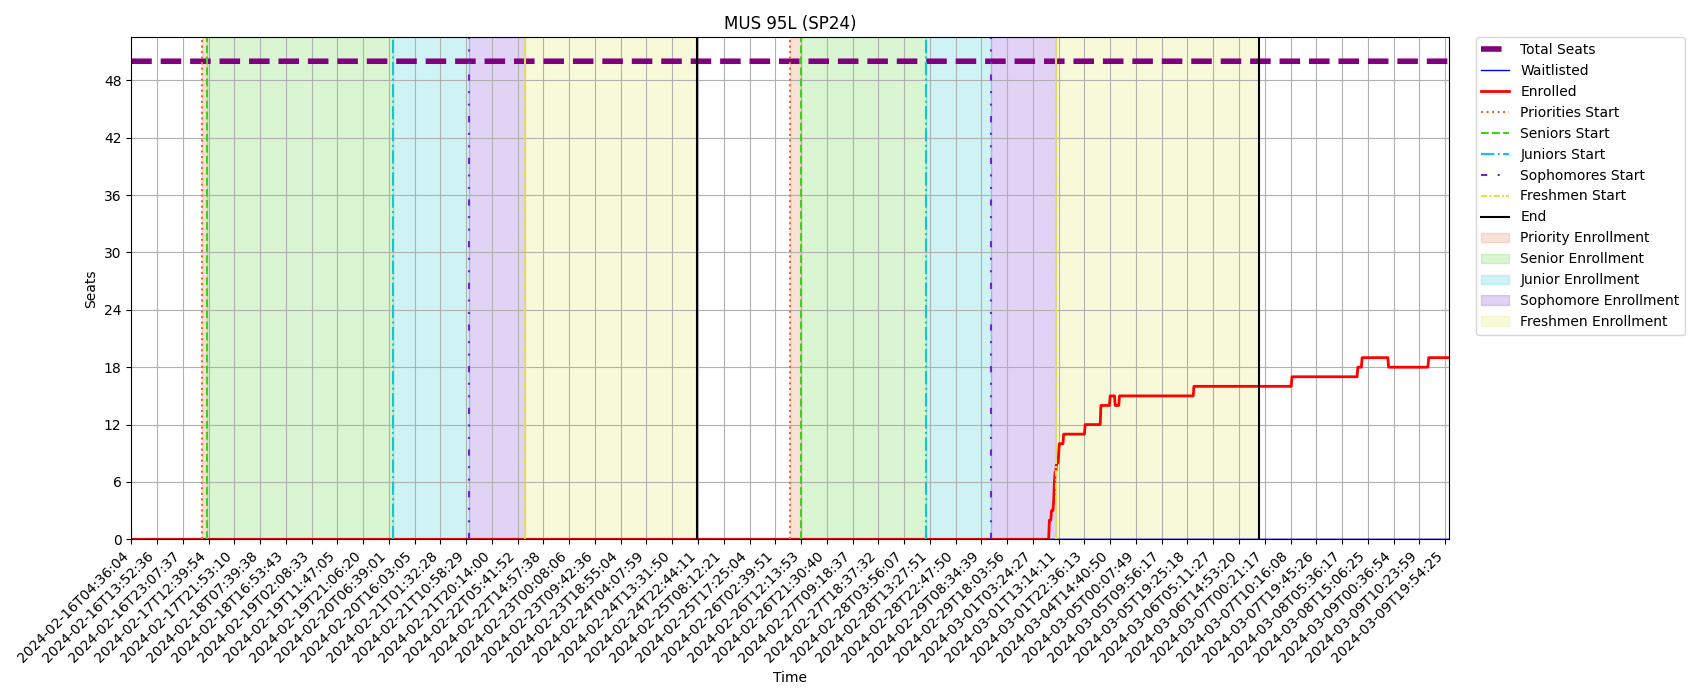 MUS 95L (SP24)
Seats
48
42
36
30
24
18
12
6
0
2024-02-16T04:36:04
2024-02-16T13:52:36
2024-02-16T23:07:37
2024-02-17T12:39:54
2024-02-17T21:53:10
2024-02-18T07:39:38
2024-02-18T16:53:43
2024-02-19T02:08:33
2024-02-19T11:47:05
2024-02-19T21:06:20
2024-02-20T06:39:01
2024-02-20T16:03:05
2024-02-21T01:32:28
2024-02-21T10:58:29
2024-02-21T20:14:00
2024-02-22T05:41:52
2024-02-22T14:57:38
2024-02-23T00:08:06
2024-02-23T09:42:36
2024-02-23T18:55:04
2024-02-24T04:07:59
2024-02-24T13:31:50
2024-02-24T22:44:11
2024-02-25T08:12:21
2024-02-25T17:25:04
2024-02-26T02:39:51
2024-02-26T12:13:53
2024-02-26T21:30:40
2024-02-27T09:18:37
2024-02-27T18:37:32
2024-02-28T03:56:07
2024-02-28T13:27:51
2024-02-28T22:47:50
2024-02-29T08:34:39
2024-02-29T18:03:56
2024-03-01T03:24:27
2024-03-01T13:14:11
2024-03-01T22:36:13
2024-03-04T14:40:50
2024-03-05T00:07:49
2024-03-05T09:56:17
2024-03-05T19:25:18
2024-03-06T05:11:27
2024-03-06T14:53:20
2024-03-07T00:21:17
2024-03-07T10:16:08
2024-03-07T19:45:26
2024-03-08T05:36:17
2024-03-08T15:06:25
2024-03-09T00:36:54
2024-03-09T10:23:59
2024-03-09T19:54:25
Time
Total Seats
Waitlisted
Enrolled
Priorities Start
Seniors Start
Juniors Start
Sophomores Start
Freshmen Start
End
Priority Enrollment
Senior Enrollment
Junior Enrollment
Sophomore Enrollment
Freshmen Enrollment